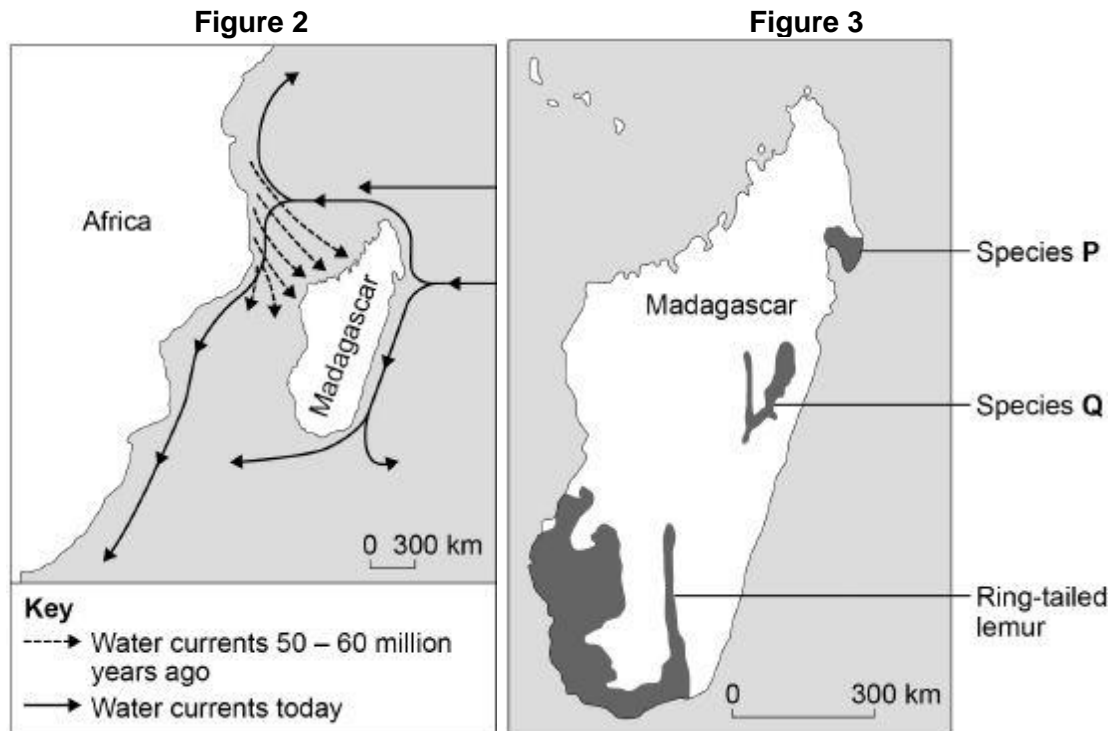 Figure 2
Africa
Madagascar
0 300 km
Key
Water currents 50 – 60 million
years ago
Water currents today
Figure 3
Species P
Madagascar
Species Q
Ring-tailed
lemur
0 300 km